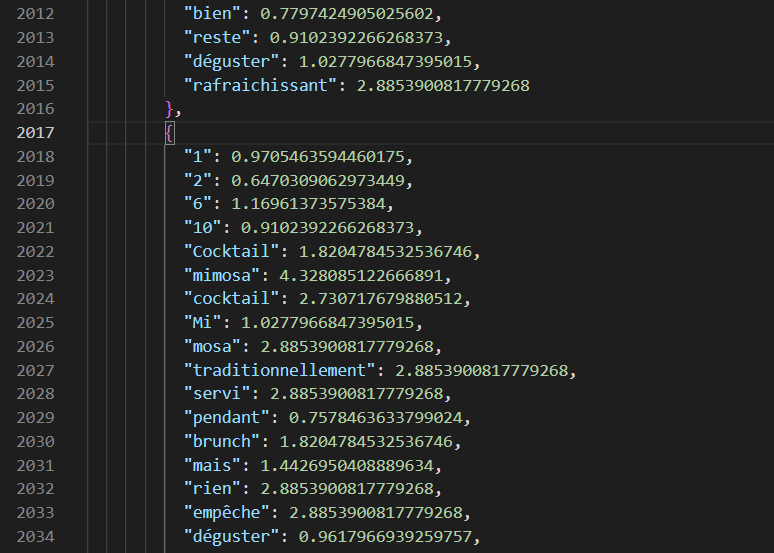 2012 "bien": 0.7797424905025602,
2013 "reste": 0.9102392266268373,
2014 "déguster": 1.0277966847395015,
2015 "rafraichissant": 2.8853900817779268
2016 },
2017 {
2018 "1": 0.9705463594460175,
2019 "2": 0.6470309062973449,
2020 "6": 1.16961373575384,
2021 "10": 0.9102392266268373,
2022 "Cocktail": 1.8204784532536746,
2023 "mimosa": 4.328085122666891,
2024 "cocktail": 2.730717679880512,
2025 "Mi": 1.0277966847395015,
2026 "mosa": 2.8853900817779268,
2027 "traditionnellement": 2.8853900817779268,
2028 "servi": 2.8853900817779268,
2029 "pendant": 0.7578463633799024,
2030 "brunch": 1.8204784532536746,
2031 "mais": 1.4426950408889634,
2032 "rien": 2.8853900817779268,
2033 "empêche": 2.8853900817779268,
2034 "déguster": 0.9617966939259757,